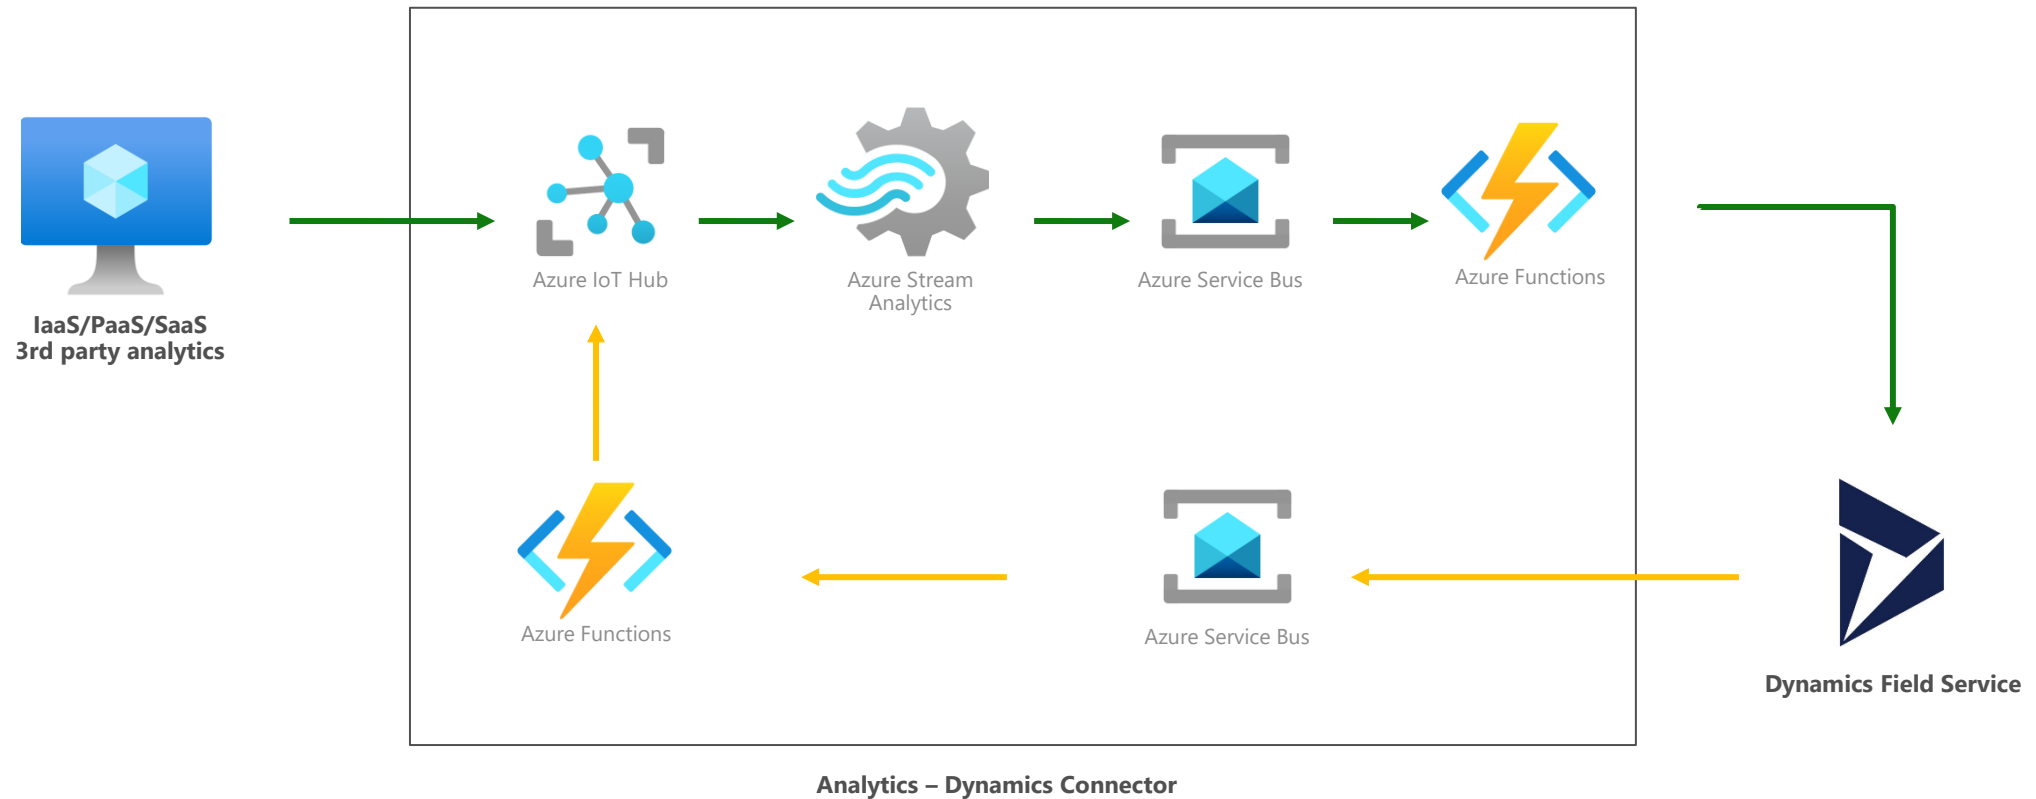 Azure IoT Hub
Azure Stream
Analytics
Azure Service Bus
Azure Functions
IaaS/PaaS/SaaS
3rd party analytics
Azure Functions
Azure Service Bus
Dynamics Field Service
Analytics – Dynamics Connector